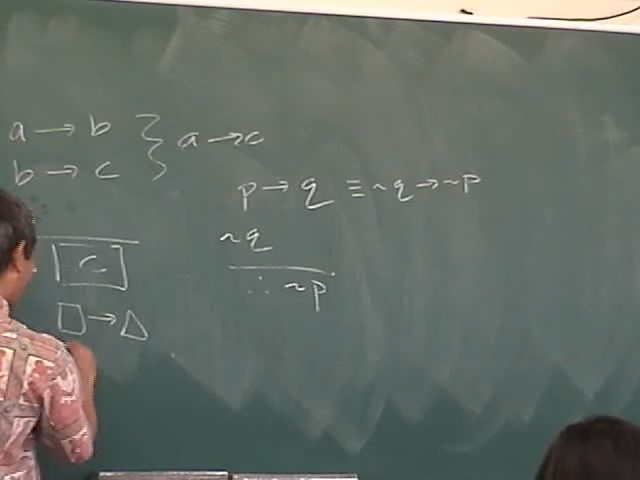 a → b } a → c
b → c
p → q ≡ ~q → ~p
~q
∴ ~p
c
□ → △